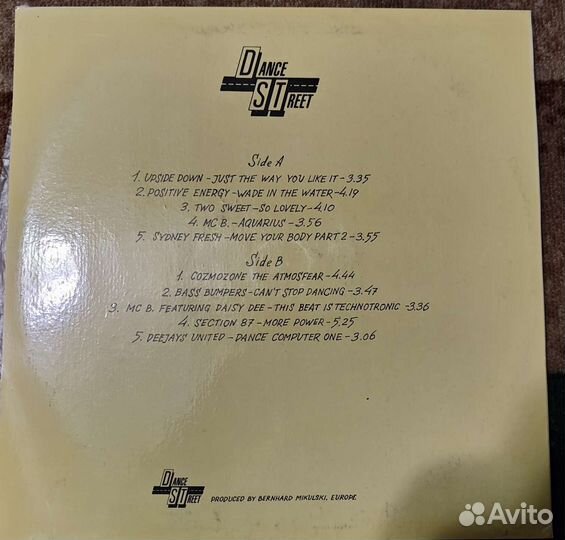 DANCE
STREET
Side A
1. UPSIDE DOWN – JUST THE WAY YOU LIKE IT – 3.35
2. POSITIVE ENERGY – WADE IN THE WATER – 4.19
3. TWO SWEET – SO LOVELY – 4.10
4. MC B. – AQUARIUS – 3.56
5. SYDNEY FRESH – MOVE YOUR BODY PART 2 – 3.55
Side B
1. COZMOZONE THE ATMOSFEAR – 4.44
2. BASS BUMPERS – CAN'T STOP DANCING – 3.47
3. MC B. FEATURING DAISY DEE – THIS BEAT IS TECHNOTRONIC – 3.36
4. SECTION 87 – MORE POWER – 5.25
5. DEEJAYS' UNITED – DANCE COMPUTER ONE – 3.06
DANCE
STREET
PRODUCED BY BERNHARD MIKULSKI, EUROPE
Avito